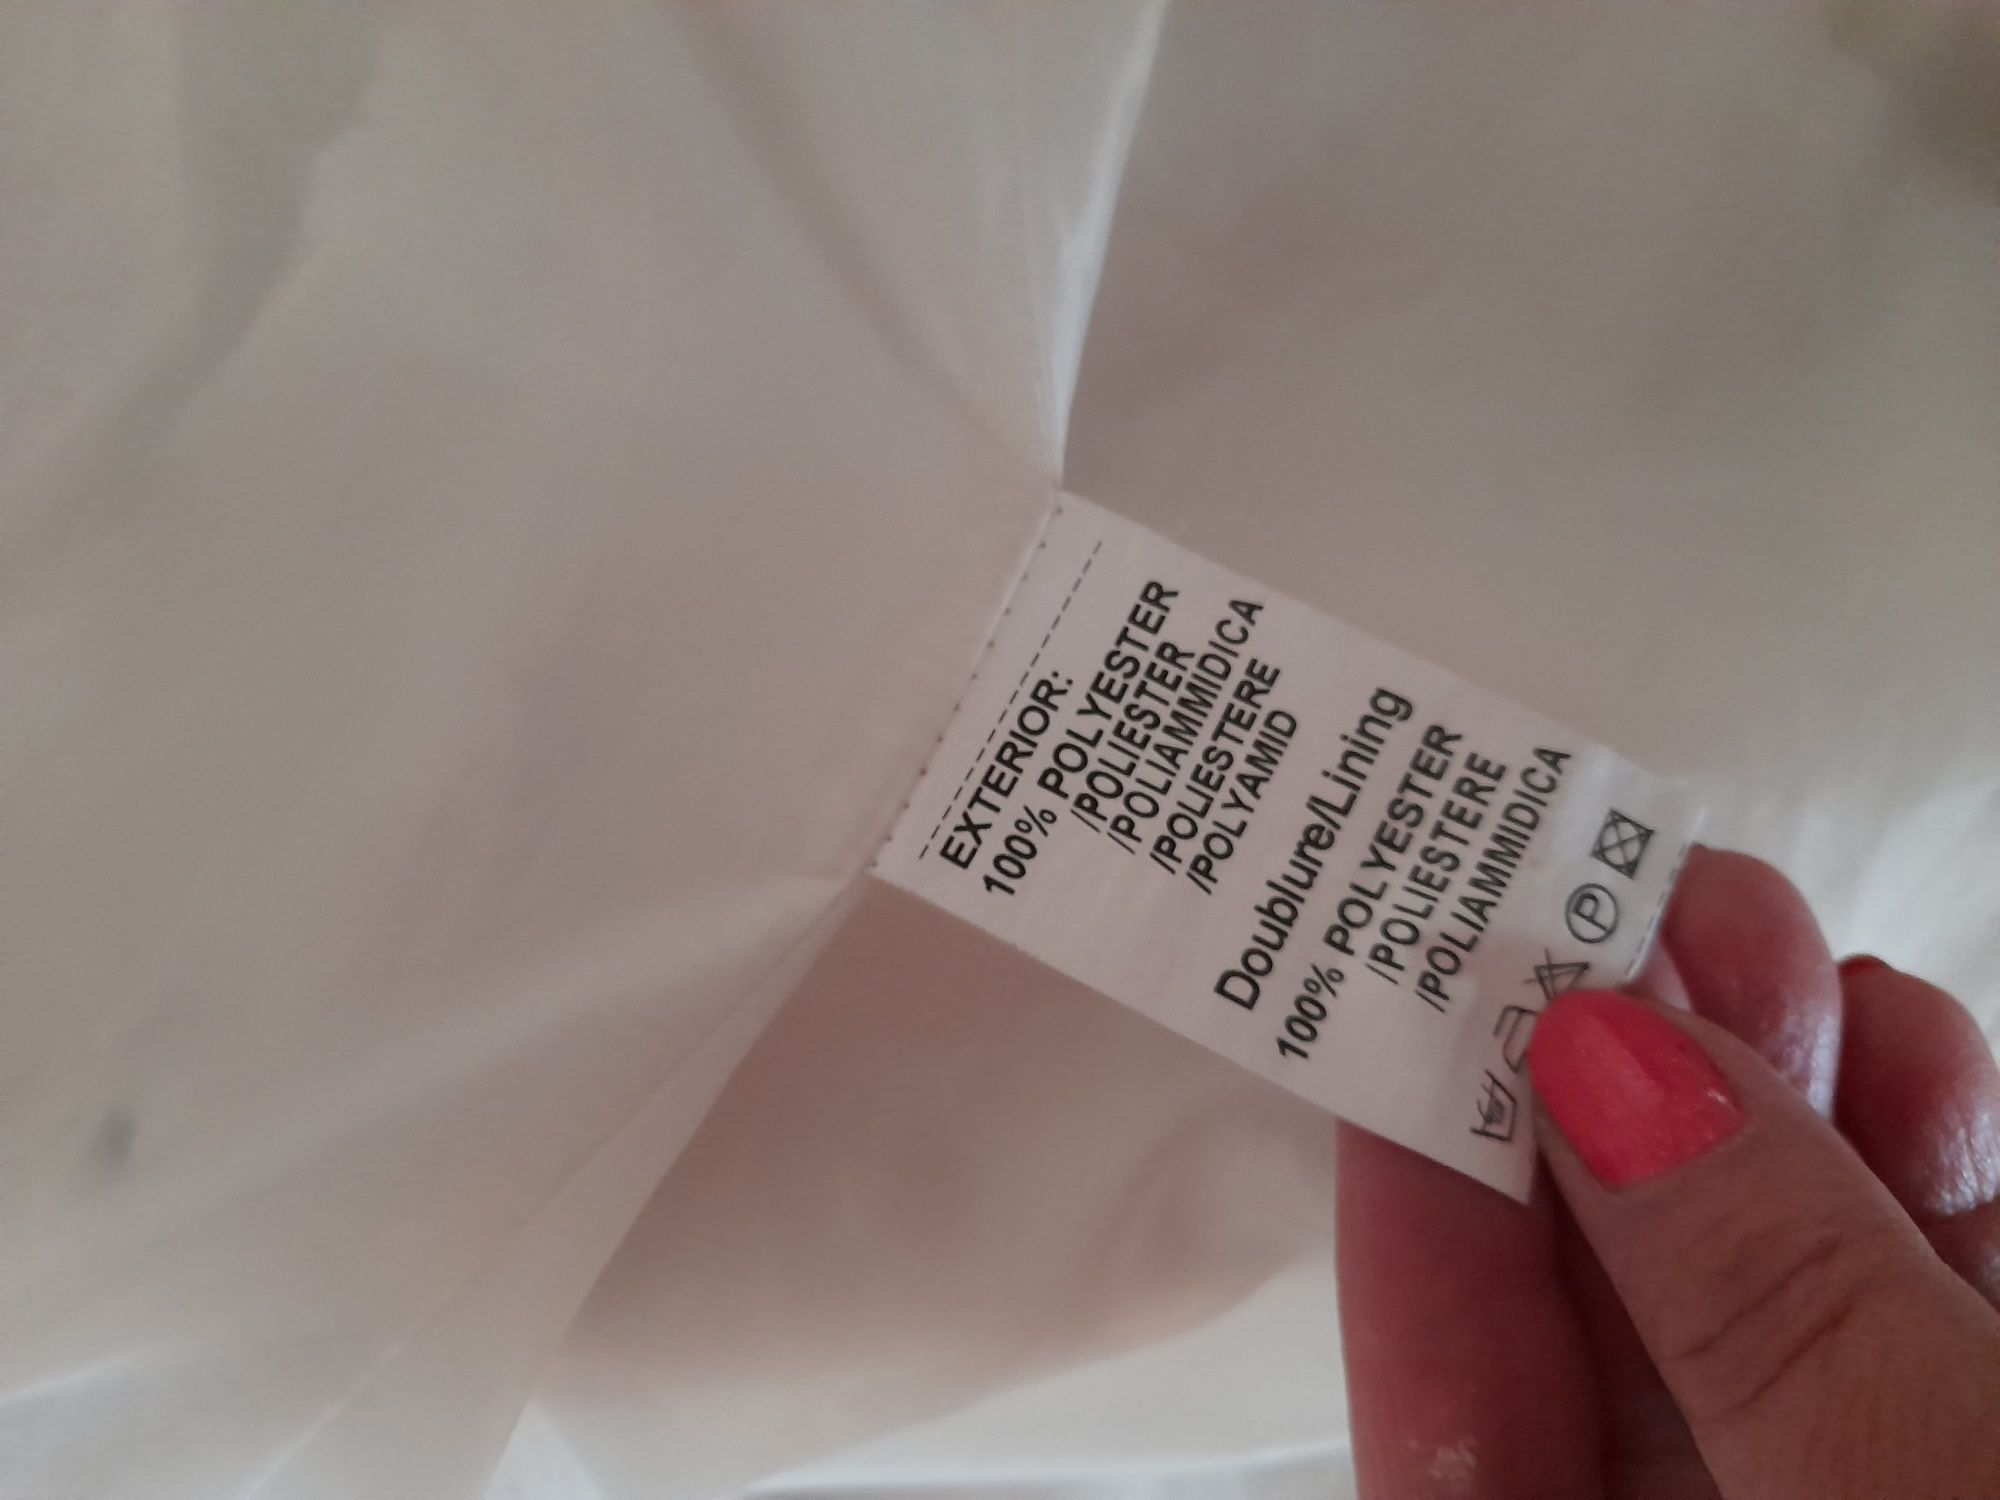 EXTERIOR:
100% POLYESTER
/POLIESTER
/POLIAMMIDICA
/POLIESTERE
/POLYAMID
Doublure/Lining
100% POLYESTER
/POLIESTERE
/POLIAMMIDICA
P